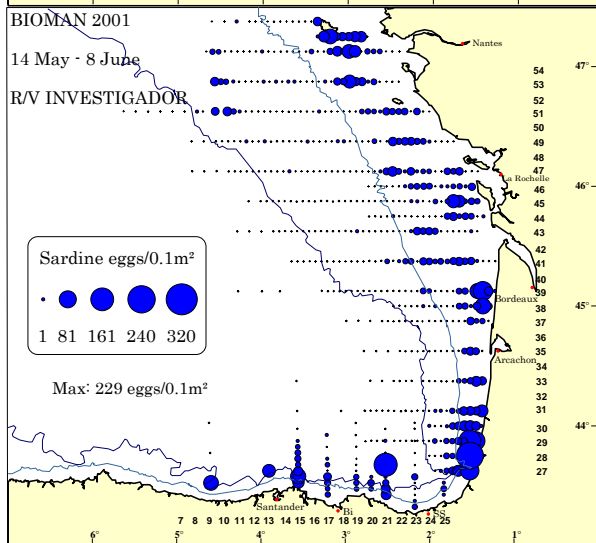 BIOMAN 2001
14 May - 8 June
R/V INVESTIGADOR
Nantes
47°
54
53
52
51
50
49
48
47
La Rochelle
46
46°
45
44
43
42
41
40
39
Bordeaux
38
45°
37
36
35
Arcachon
34
33
32
31
30
44°
29
28
27
Sardine eggs/0.1m²
1 81 161 240 320
Max: 229 eggs/0.1m²
Santander
Bi
SS
7 8 9 10 11 12 13 14 15 16 17 18 19 20 21 22 23 24 25
6° 5° 4° 3° 2° 1°